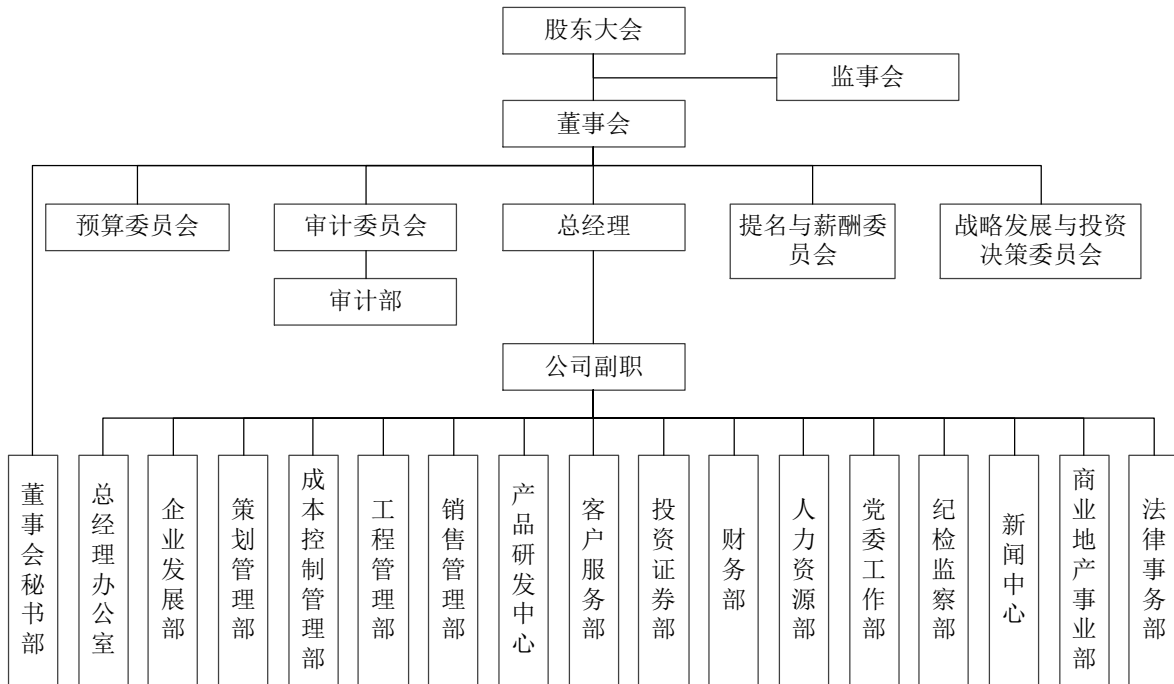 股东大会
监事会
董事会
预算委员会
审计委员会
总经理
提名与薪酬委
员会
战略发展与投资
决策委员会
审计部
公司副职
董事会秘书部
总经理办公室
企业发展部
策划管理部
成本控制管理部
工程管理部
销售管理部
产品研发中心
客户服务部
投资证券部
财务部
人力资源部
党委工作部
纪检监察部
新闻中心
商业地产事业部
法律事务部